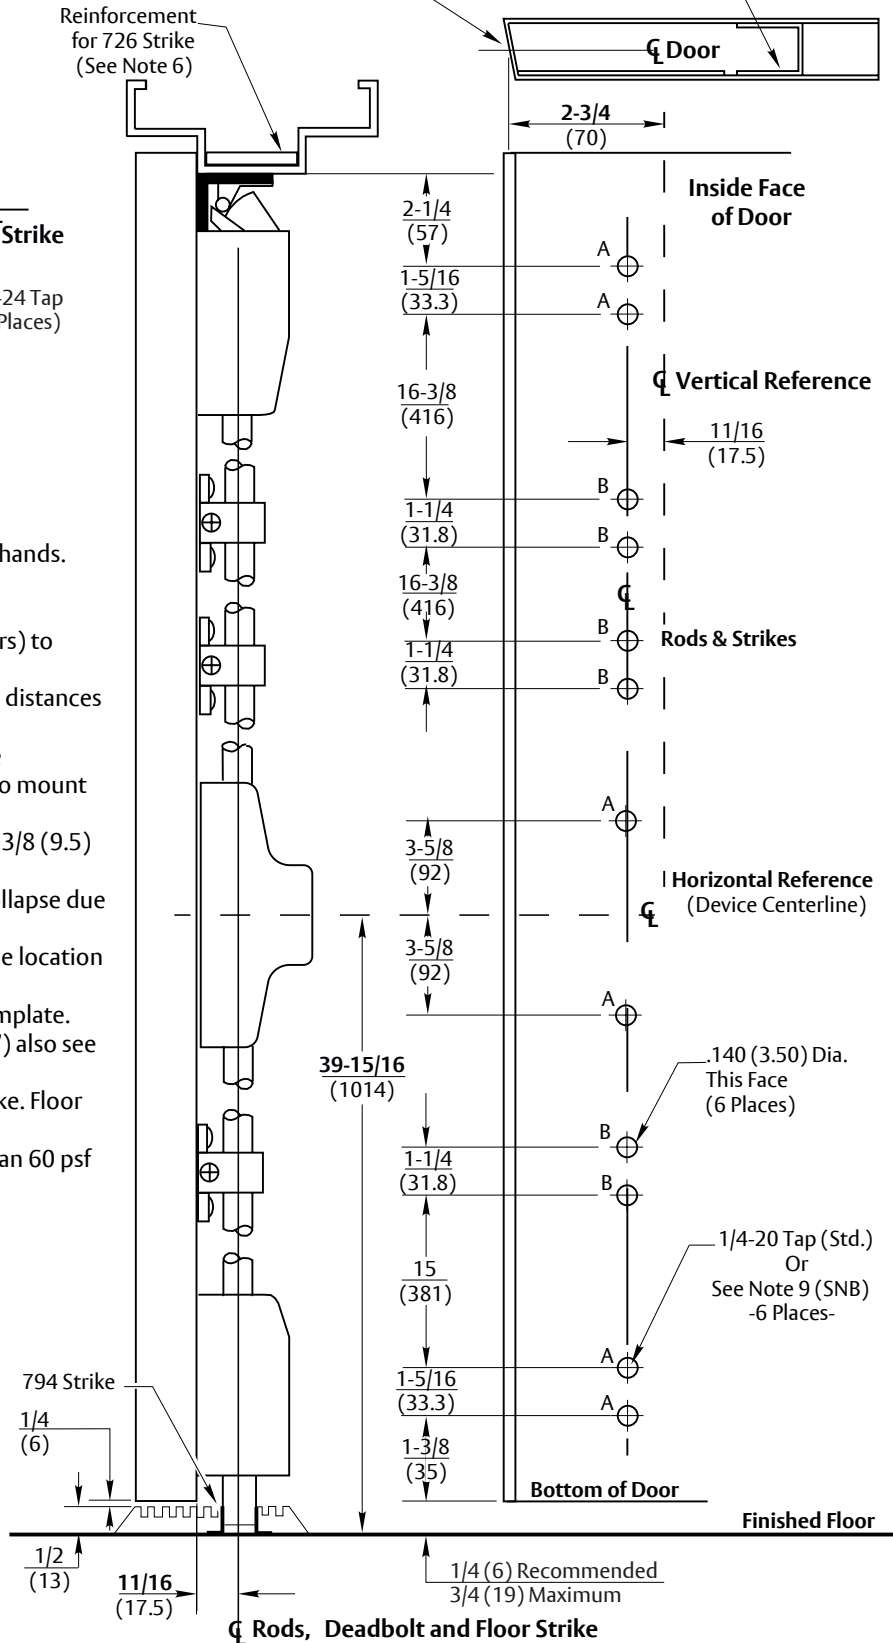 Reinforcement
for 726 Strike
(See Note 6)
℄ Door
2-3/4
(70)
Inside Face
of Door
Strike
-24 Tap
Places)
2-1/4
(57)
A
1-5/16
(33.3)
A
16-3/8
(416)
℄ Vertical Reference
11/16
(17.5)
B
1-1/4
(31.8)
B
hands.
16-3/8
(416)
℄
rs) to
B
Rods & Strikes
1-1/4
(31.8)
B
distances
o mount
A
3/8 (9.5)
3-5/8
(92)
Horizontal Reference
(Device Centerline)
℄
llapse due
3-5/8
(92)
e location
A
mplate.
") also see
39-15/16
(1014)
.140 (3.50) Dia.
This Face
(6 Places)
ke. Floor
B
1-1/4
(31.8)
B
an 60 psf
1/4-20 Tap (Std.)
Or
See Note 9 (SNB)
-6 Places-
15
(381)
A
1-5/16
(33.3)
A
794 Strike
1/4
(6)
1-3/8
(35)
Bottom of Door
Finished Floor
1/2
(13)
11/16
(17.5)
1/4 (6) Recommended
3/4 (19) Maximum
℄ Rods, Deadbolt and Floor Strike